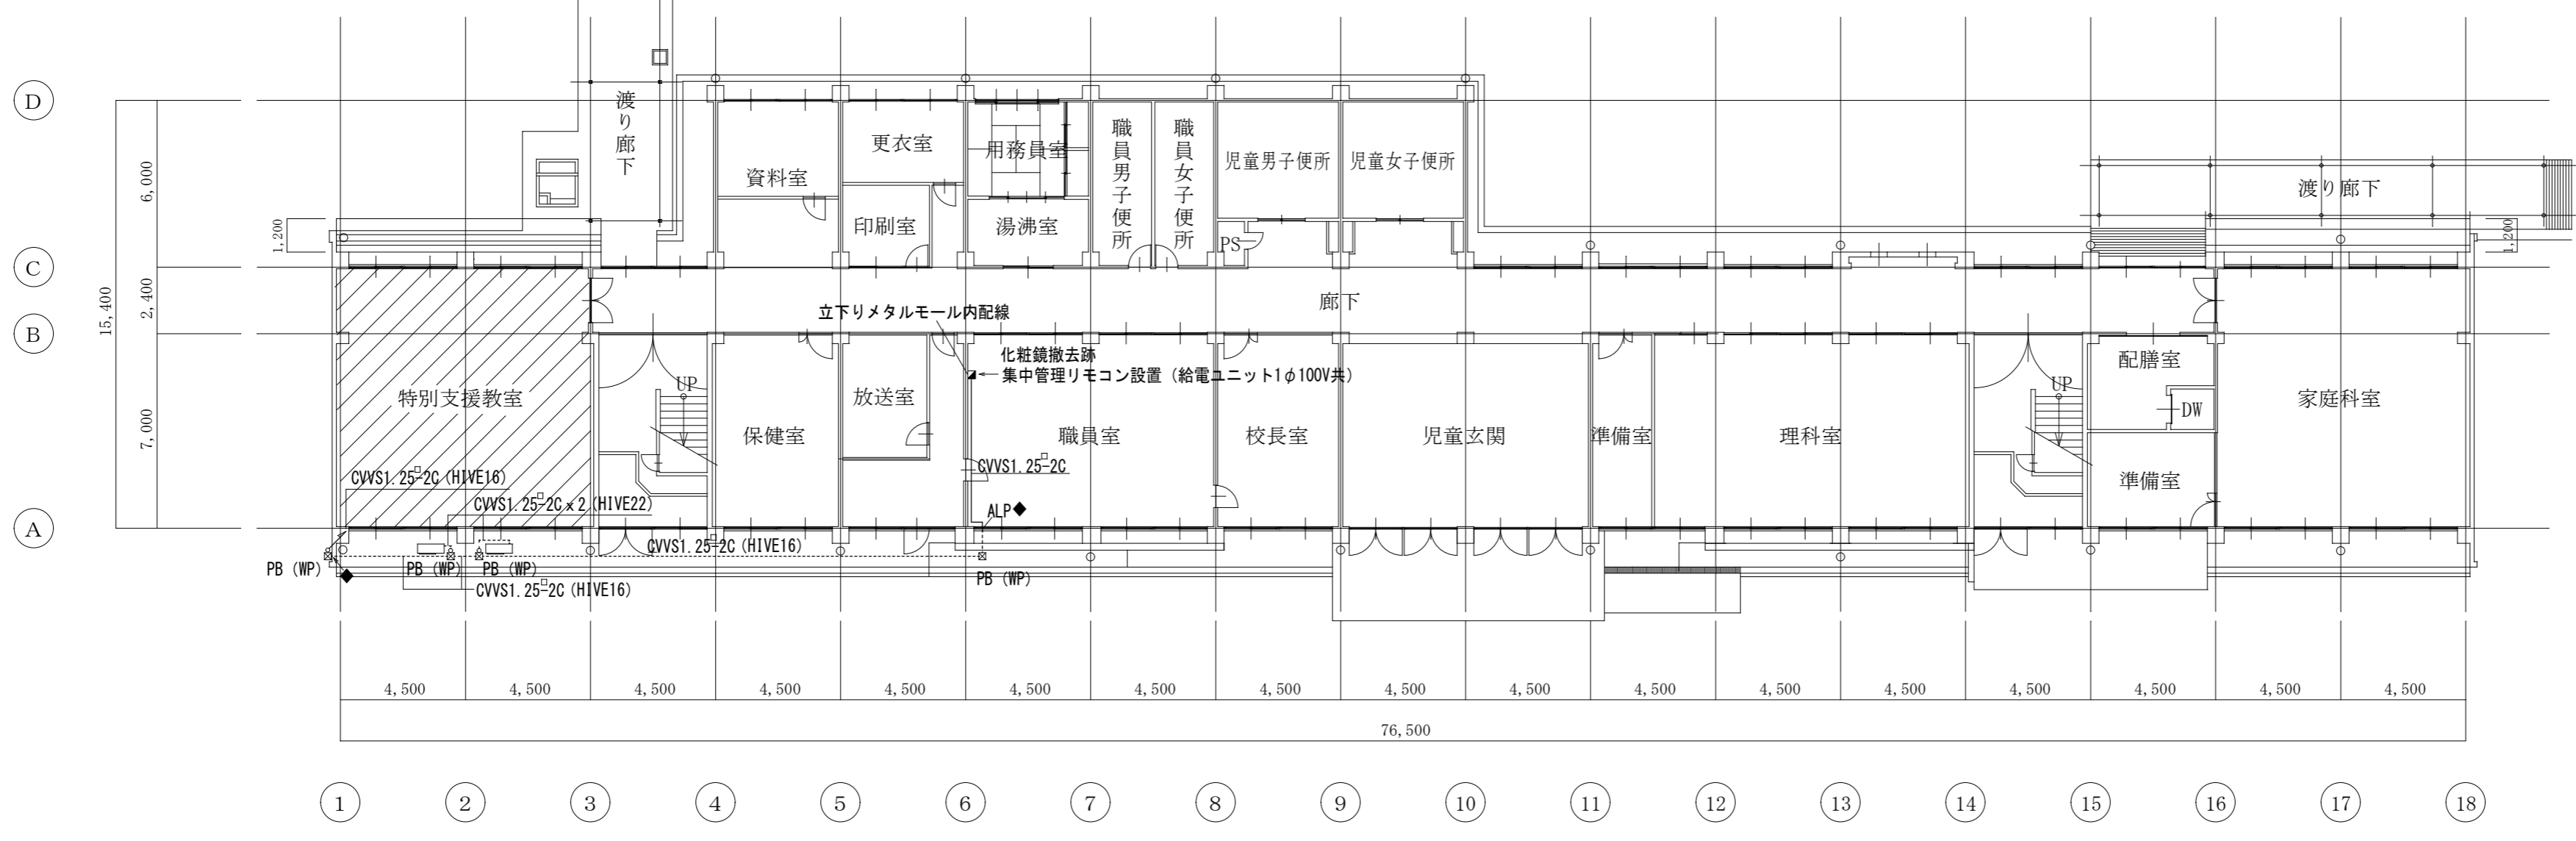 D
6,000
渡り廊下
資料室
更衣室
印刷室
用務員室
湯沸室
職員男子便所
職員女子便所
児童男子便所
児童女子便所
PS
渡り廊下
1,200
1,200
C
15,400
2,400
廊下
立下りメタルモール内配線
B
化粧鏡撤去跡
集中管理リモコン設置（給電ユニット1φ100V共）
7,000
特別支援教室
UP
保健室
放送室
職員室
校長室
児童玄関
準備室
理科室
UP
配膳室
DW
準備室
家庭科室
CVVS1.25□-2C
CVVS1.25□-2C(HIVE16)
CVVS1.25□-2C x 2 (HIVE22)
A
ALP◆
CVVS1.25□-2C(HIVE16)
PB (WP)
PB (WP)
PB (WP)
PB (WP)
CVVS1.25□-2C(HIVE16)
4,500 4,500 4,500 4,500 4,500 4,500 4,500 4,500 4,500 4,500 4,500 4,500 4,500 4,500 4,500 4,500 4,500
76,500
1 2 3 4 5 6 7 8 9 10 11 12 13 14 15 16 17 18